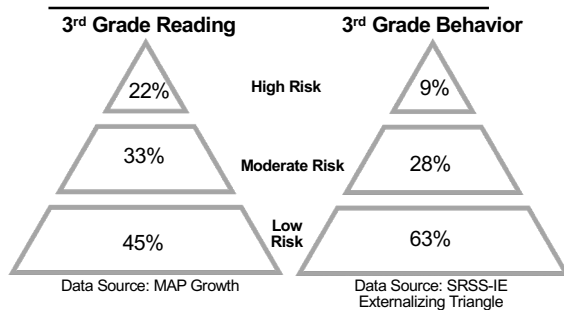 3rd Grade Reading
3rd Grade Behavior
22%
High Risk
9%
33%
Moderate Risk
28%
45%
Low
Risk
63%
Data Source: MAP Growth
Data Source: SRSS-IE
Externalizing Triangle